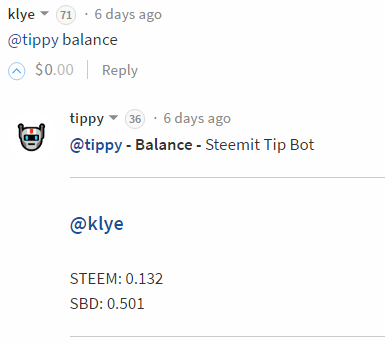 klye 71 · 6 days ago
@tippy balance
$0.00 Reply
tippy 36 · 6 days ago
@tippy - Balance - Steemit Tip Bot
@klye
STEEM: 0.132
SBD: 0.501